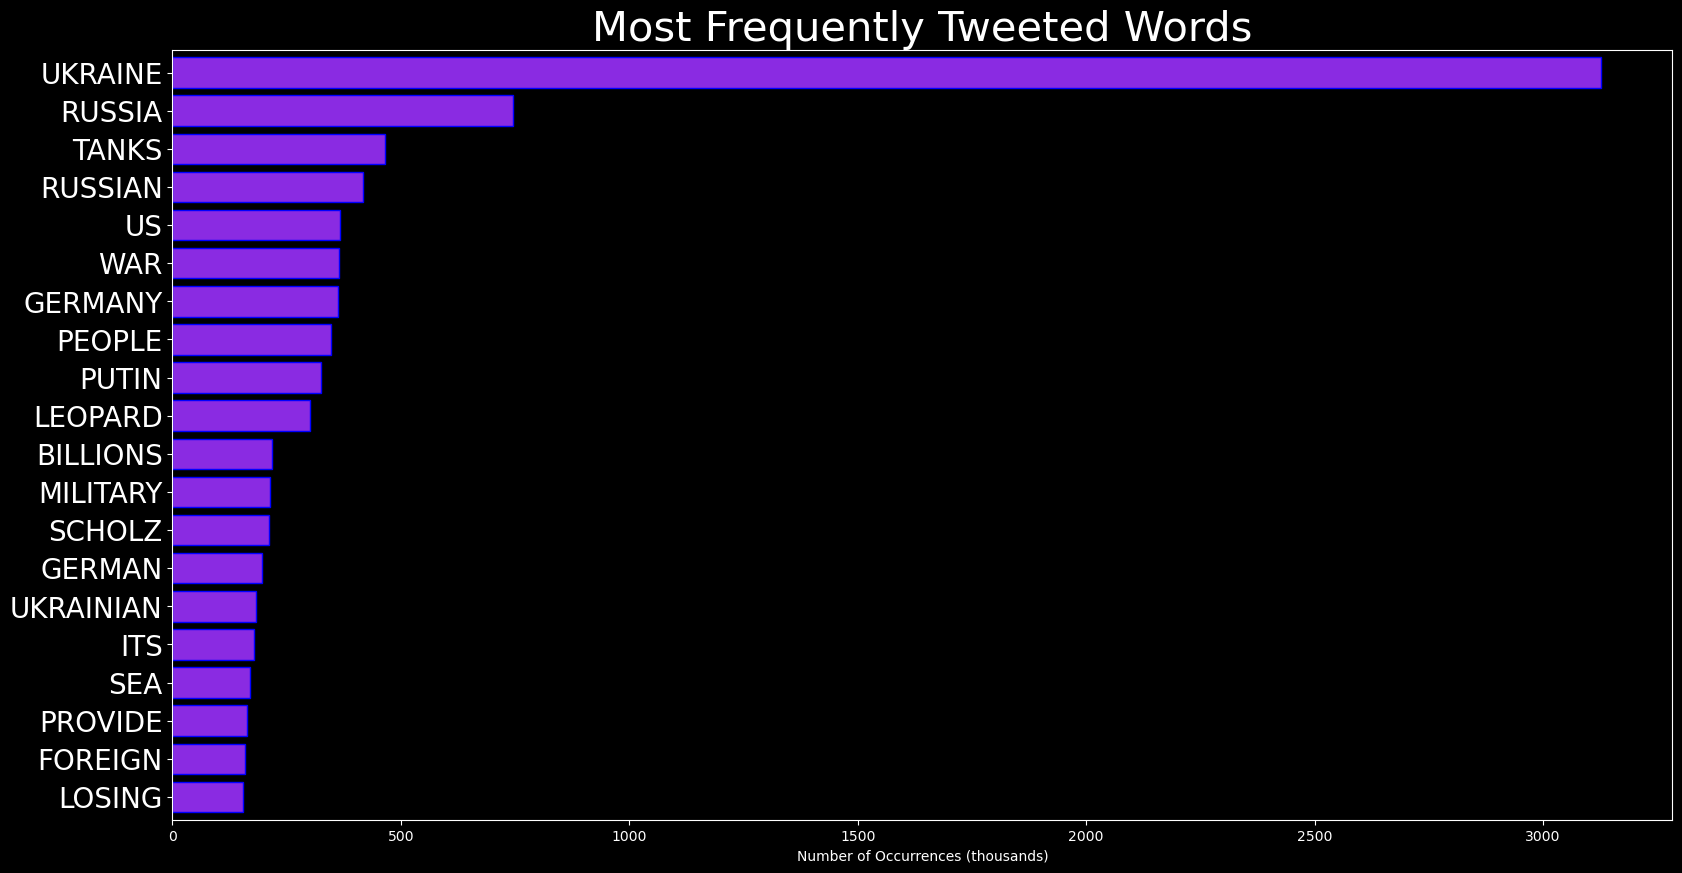 Most Frequently Tweeted Words
UKRAINE
RUSSIA
TANKS
RUSSIAN
US
WAR
GERMANY
PEOPLE
PUTIN
LEOPARD
BILLIONS
MILITARY
SCHOLZ
GERMAN
UKRAINIAN
ITS
SEA
PROVIDE
FOREIGN
LOSING
0 500 1000 1500 2000 2500 3000
Number of Occurrences (thousands)